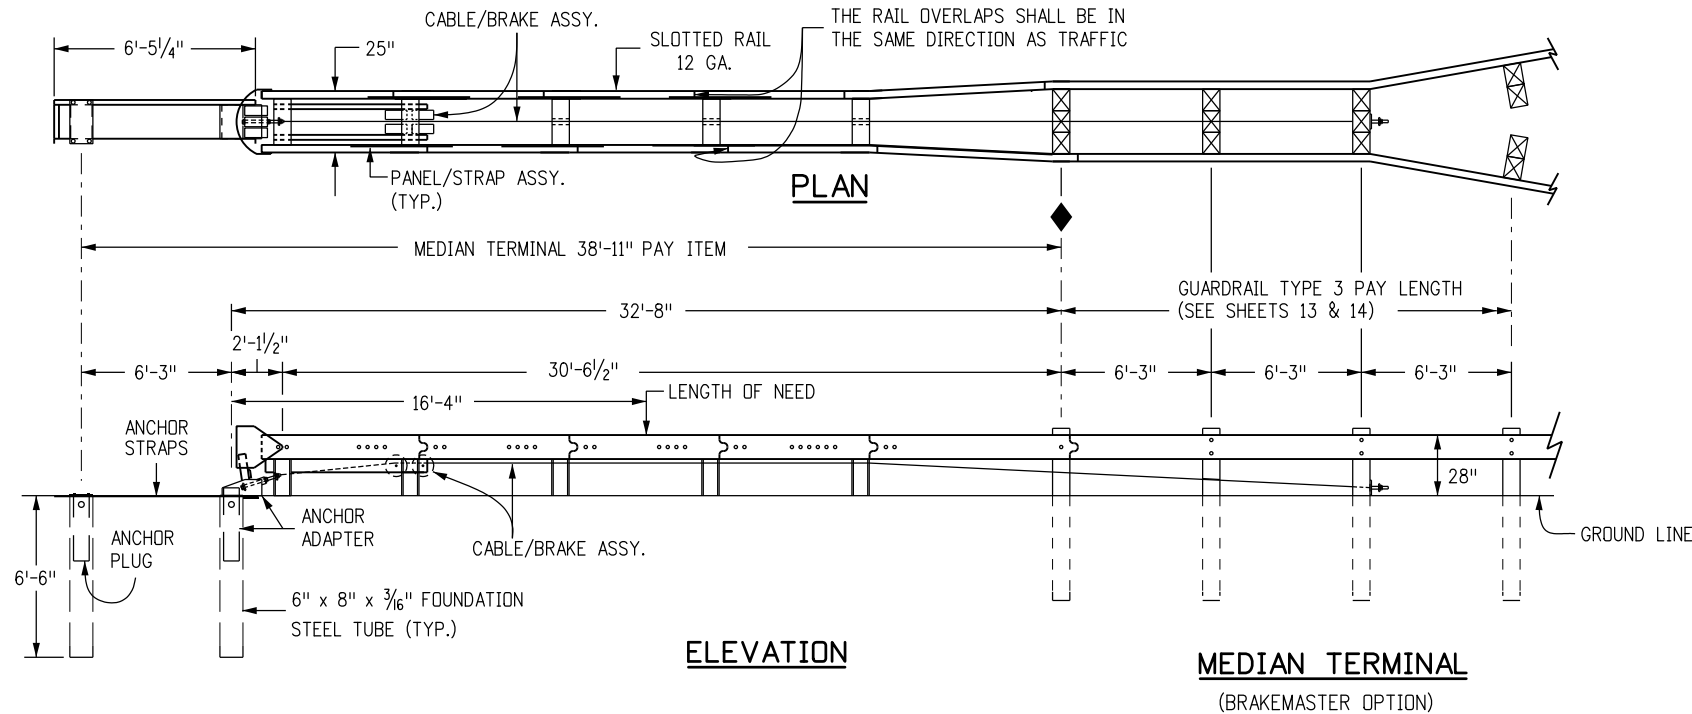 CABLE/BRAKE ASSY.
THE RAIL OVERLAPS SHALL BE IN
THE SAME DIRECTION AS TRAFFIC
6'-5¼"
25"
SLOTTED RAIL
12 GA.
PANEL/STRAP ASSY.
(TYP.)
PLAN
MEDIAN TERMINAL 38'-11" PAY ITEM
GUARDRAIL TYPE 3 PAY LENGTH
(SEE SHEETS 13 & 14)
32'-8"
2'-1½"
6'-3"
30'-6½"
6'-3"
6'-3"
6'-3"
16'-4"
LENGTH OF NEED
ANCHOR
STRAPS
28"
ANCHOR
ADAPTER
ANCHOR
PLUG
CABLE/BRAKE ASSY.
GROUND LINE
6'-6"
6" x 8" x 3⁄16" FOUNDATION
STEEL TUBE (TYP.)
ELEVATION
MEDIAN TERMINAL
(BRAKEMASTER OPTION)